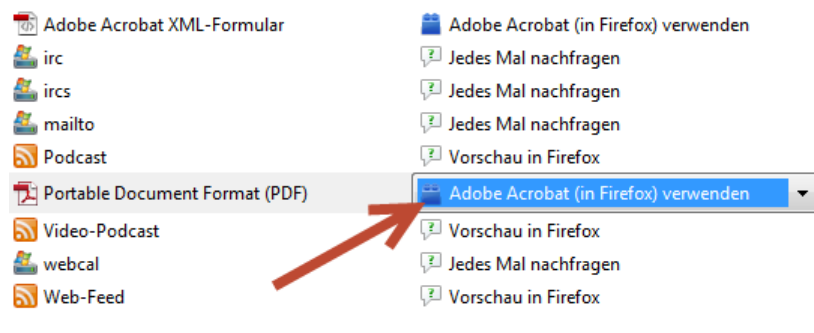 Adobe Acrobat XML-Formular Adobe Acrobat (in Firefox) verwenden
irc Jedes Mal nachfragen
ircs Jedes Mal nachfragen
mailto Jedes Mal nachfragen
Podcast Vorschau in Firefox
Portable Document Format (PDF) Adobe Acrobat (in Firefox) verwenden
Video-Podcast Vorschau in Firefox
webcal Jedes Mal nachfragen
Web-Feed Vorschau in Firefox